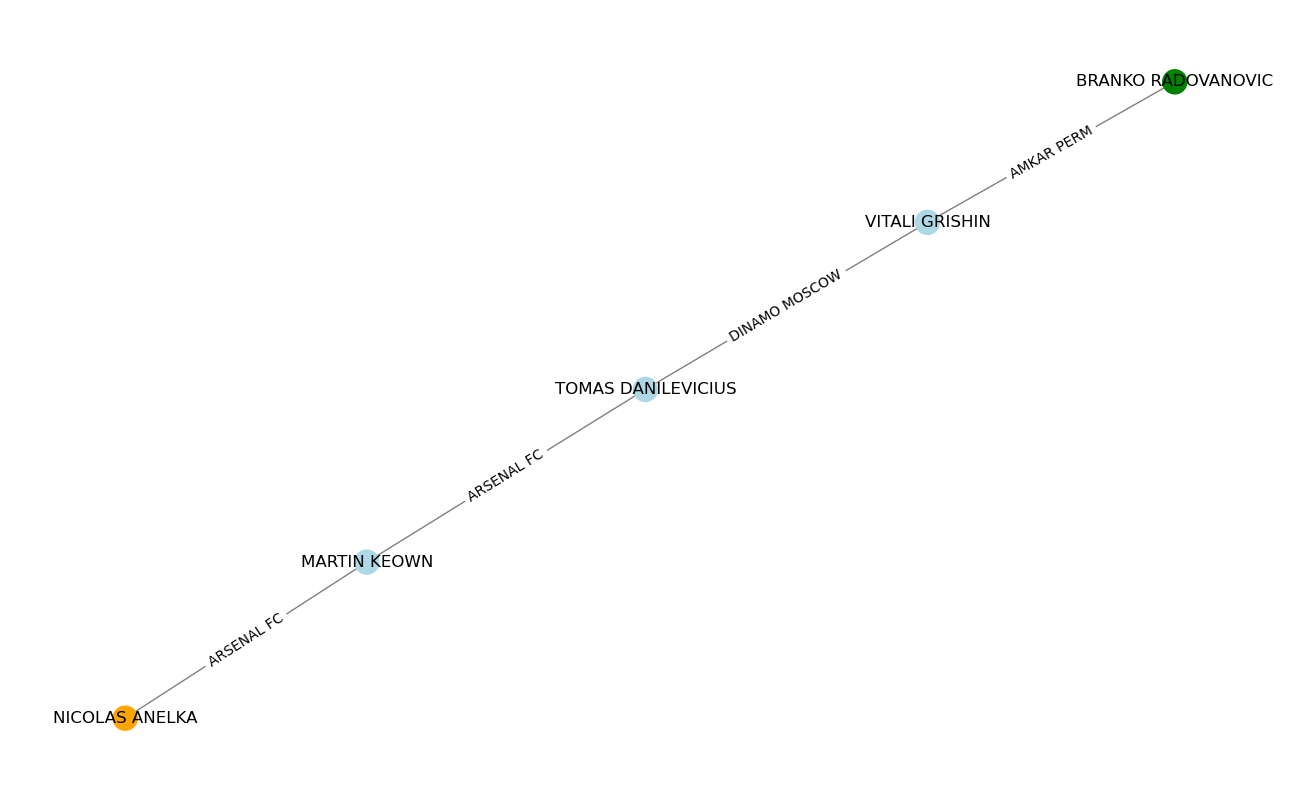 BRANKO RADOVANOVIC
AMKAR PERM
VITALI GRISHIN
DINAMO MOSCOW
TOMAS DANILEVICIUS
ARSENAL FC
MARTIN KEOWN
ARSENAL FC
NICOLAS ANELKA